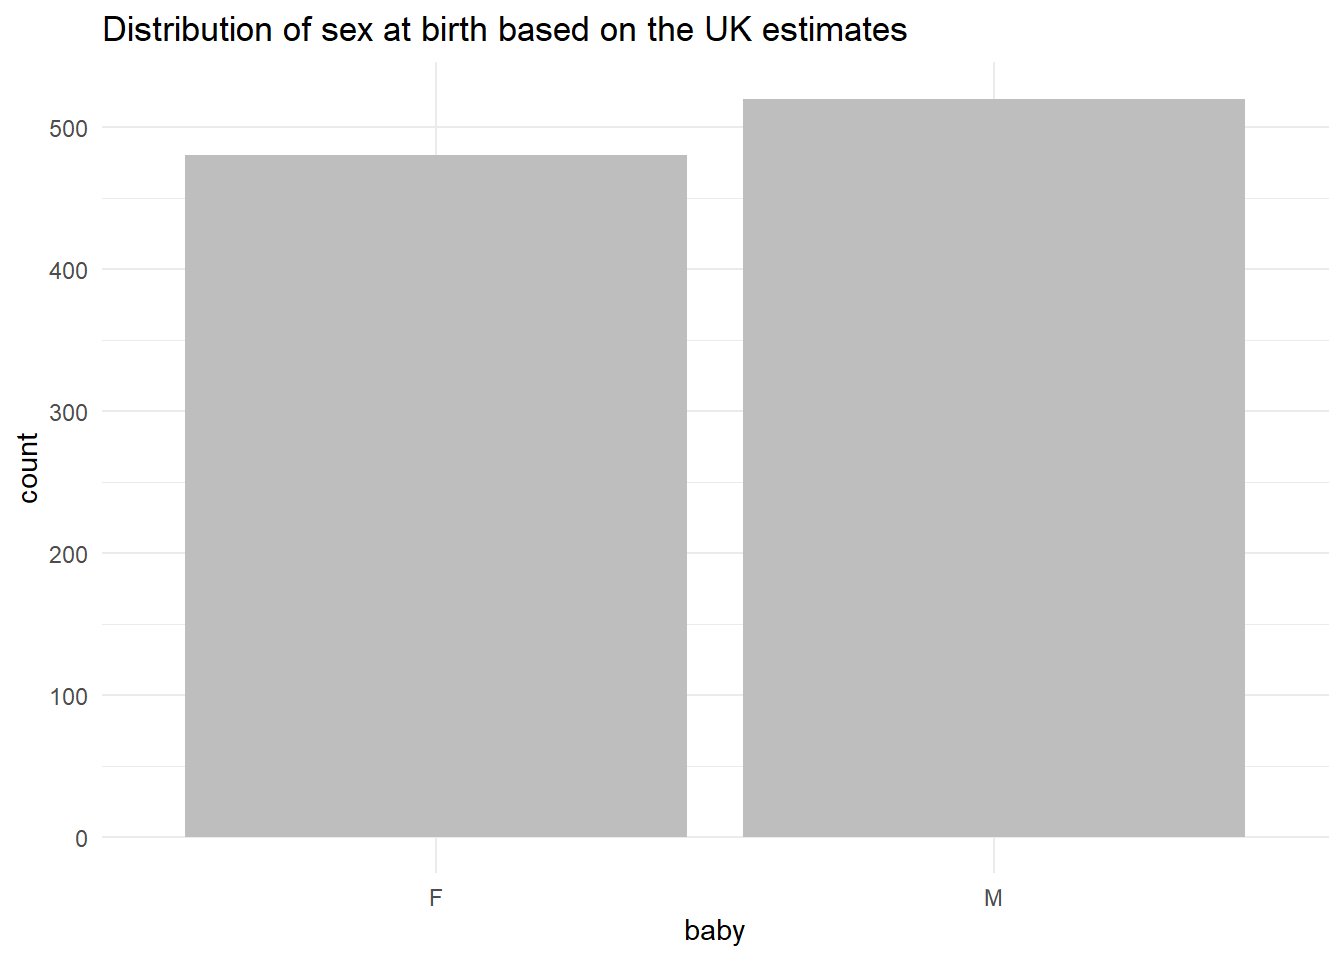 Distribution of sex at birth based on the UK estimates
500
400
300
200
100
0
count
F
M
baby